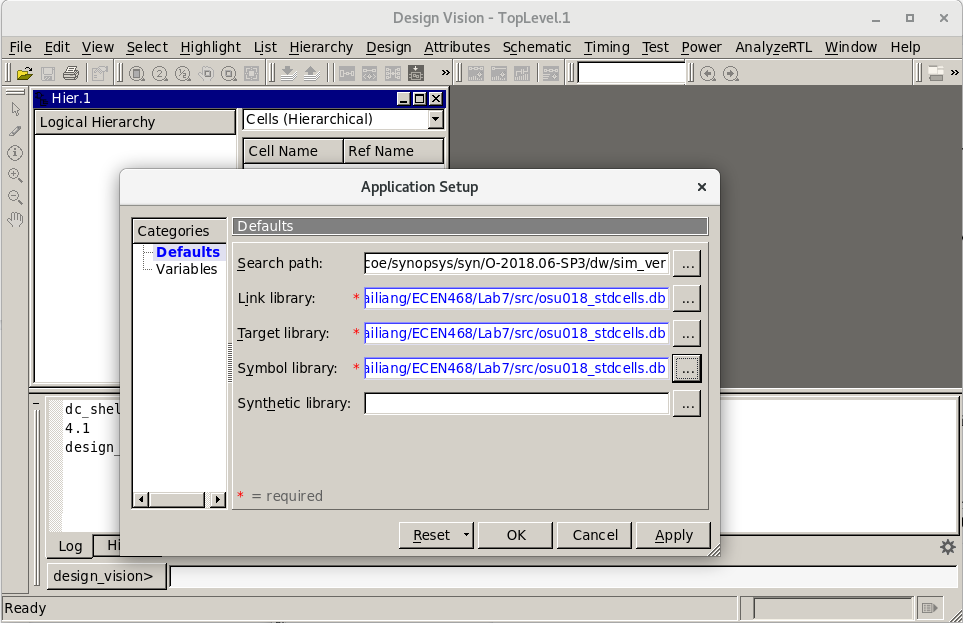 Design Vision - TopLevel.1
File Edit View Select Highlight List Hierarchy Design Attributes Schematic Timing Test Power AnalyzeRTL Window Help
Hier.1
Logical Hierarchy
Cells (Hierarchical)
Cell Name Ref Name
Application Setup
Categories
Defaults
Variables
Defaults
Search path: coe/synopsys/syn/O-2018.06-SP3/dw/sim_ver ...
Link library: * ailiang/ECEN468/Lab7/src/osu018_stdcells.db ...
Target library: * ailiang/ECEN468/Lab7/src/osu018_stdcells.db ...
Symbol library: * ailiang/ECEN468/Lab7/src/osu018_stdcells.db ...
Synthetic library: ...
* = required
Reset OK Cancel Apply
dc_shel
4.1
design_
Log Hi
design_vision>
Ready